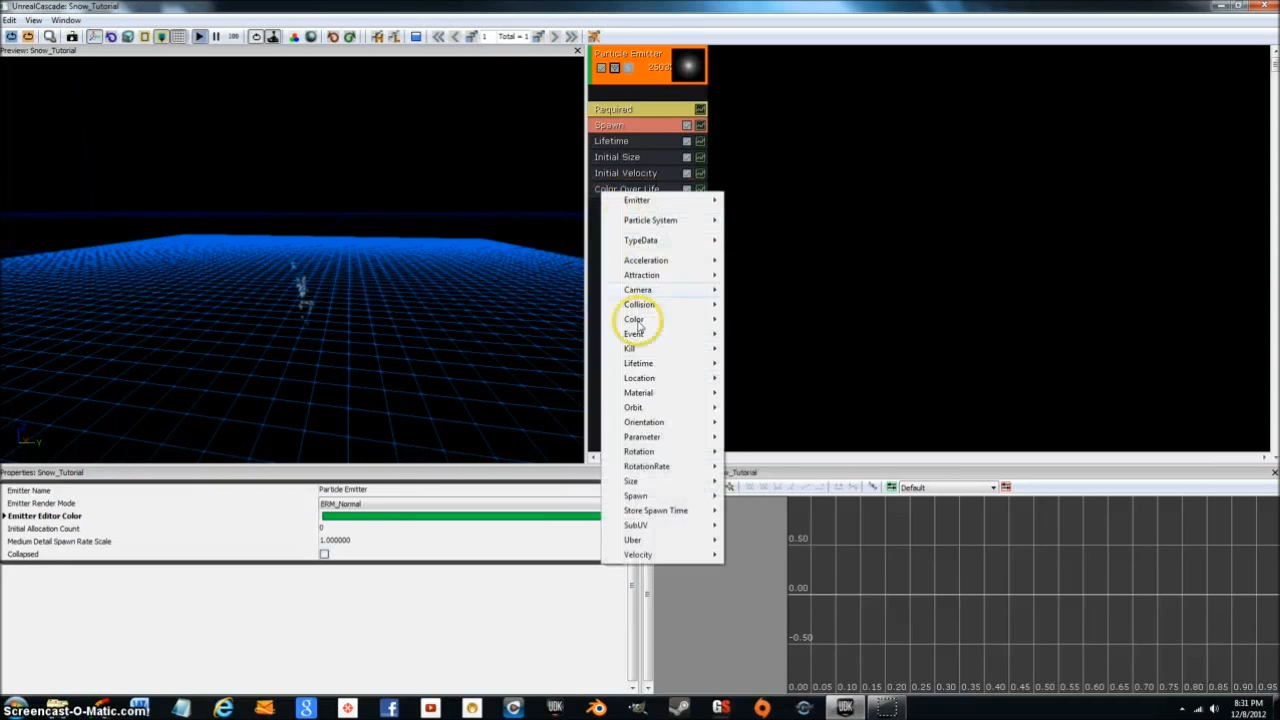 UnrealCascade: Snow_Tutorial
Edit View Window
100
1 Total = 1
Preview: Snow_Tutorial
Particle Emitter
Required
Spawn
Lifetime
Initial Size
Initial Velocity
Color Over Life
Emitter
Particle System
TypeData
Acceleration
Attraction
Camera
Collision
Color
Event
Kill
Lifetime
Location
Material
Orbit
Orientation
Parameter
Rotation
RotationRate
Size
Spawn
Store Spawn Time
SubUV
Uber
Velocity
Y
Properties: Snow_Tutorial
Emitter Name Particle Emitter
Emitter Render Mode ERM_Normal
Emitter Editor Color
Initial Allocation Count 0
Medium Detail Spawn Rate Scale 1.000000
Collapsed
_Tutorial
Default
0.50
0.00
-0.50
0.00 0.05 0.10 0.15 0.20 0.25 0.30 0.35 0.40 0.45 0.50 0.55 0.60 0.65 0.70 0.75 0.80 0.85 0.90 0.95
Screencast-O-Matic.com
8:31 PM
12/8/2012